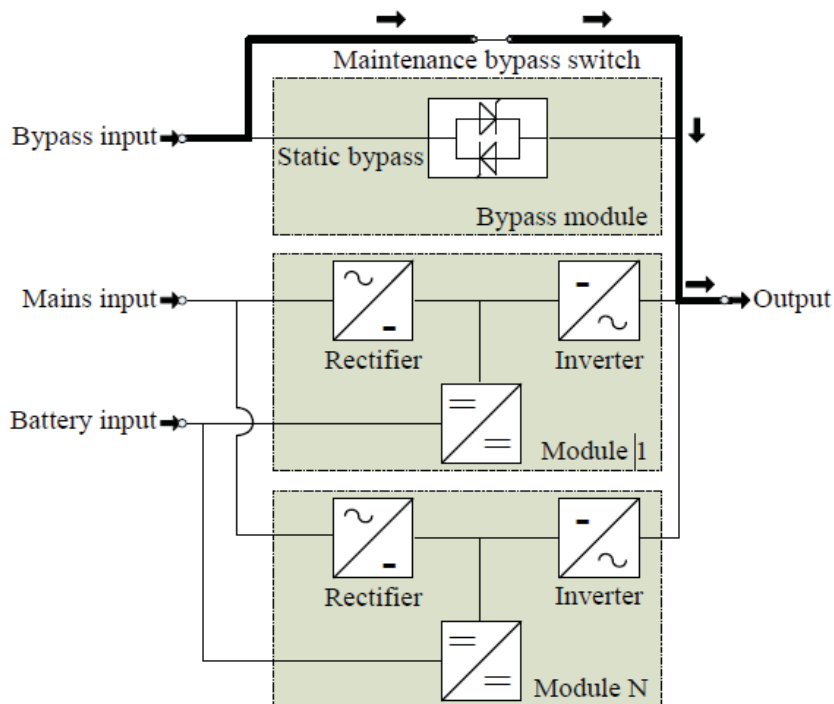 Maintenance bypass switch
Bypass input
Static bypass
Bypass module
Mains input
Output
Rectifier
Inverter
Battery input
Module 1
Rectifier
Inverter
Module N